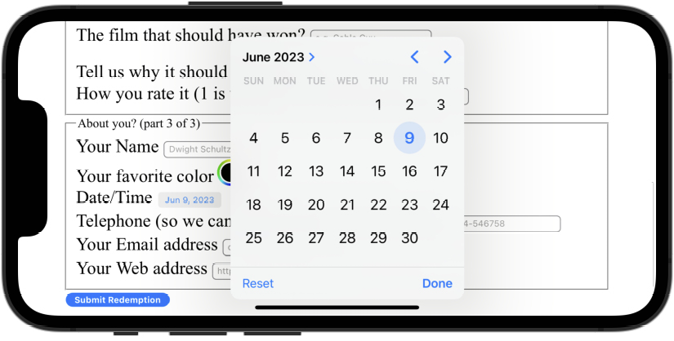 The film that should have won?
Tell us why it should
How you rate it (1 is
About you? (part 3 of 3)
Your Name Dwight Schultz
Your favorite color
Date/Time Jun 9, 2023
Telephone (so we can 4-546758
Your Email address
Your Web address http
Submit Redemption
June 2023
SUN MON TUE WED THU FRI SAT
1 2 3
4 5 6 7 8 9 10
11 12 13 14 15 16 17
18 19 20 21 22 23 24
25 26 27 28 29 30
Reset Done